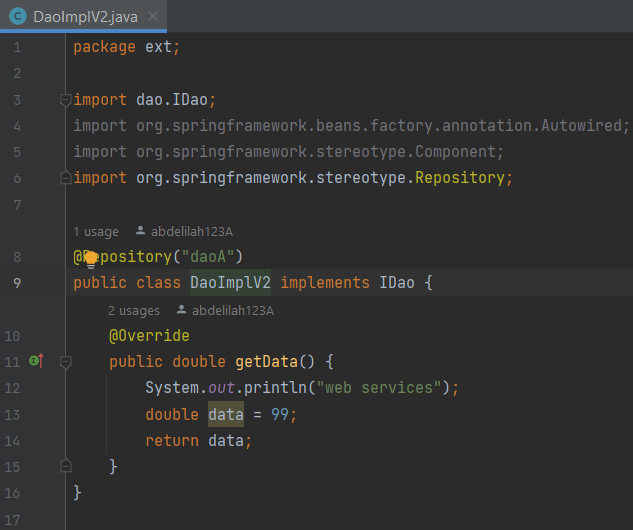 DaoImplV2.java
1 package ext;
2
3 import dao.IDao;
4 import org.springframework.beans.factory.annotation.Autowired;
5 import org.springframework.stereotype.Component;
6 import org.springframework.stereotype.Repository;
7
1 usage abdelilah123A
8 @Repository("daoA")
9 public class DaoImplV2 implements IDao {
2 usages abdelilah123A
10 @Override
11 public double getData() {
12 System.out.println("web services");
13 double data = 99;
14 return data;
15 }
16 }
17